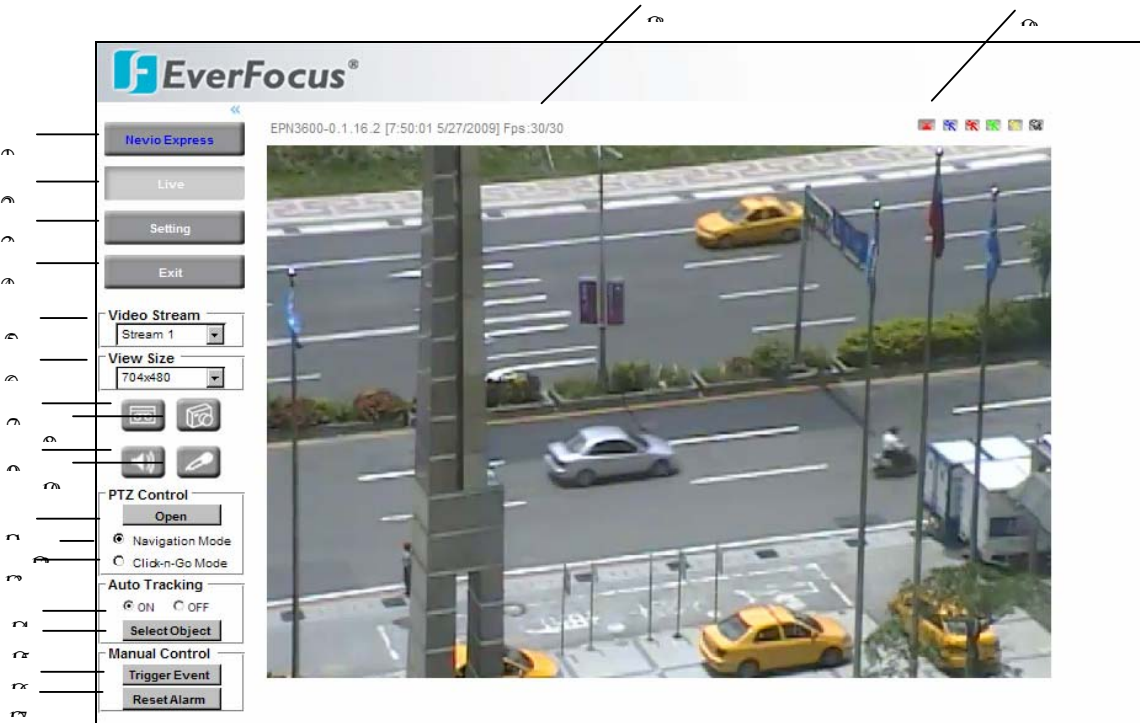 EverFocus®
«
EPN3600-0.1.16.2 [7:50:01 5/27/2009] Fps:30/30
Nevio Express
Live
Setting
Exit
Video Stream
Stream 1
View Size
704x480
PTZ Control
Open
Navigation Mode
Click-n-Go Mode
Auto Tracking
ON OFF
Select Object
Manual Control
Trigger Event
Reset Alarm